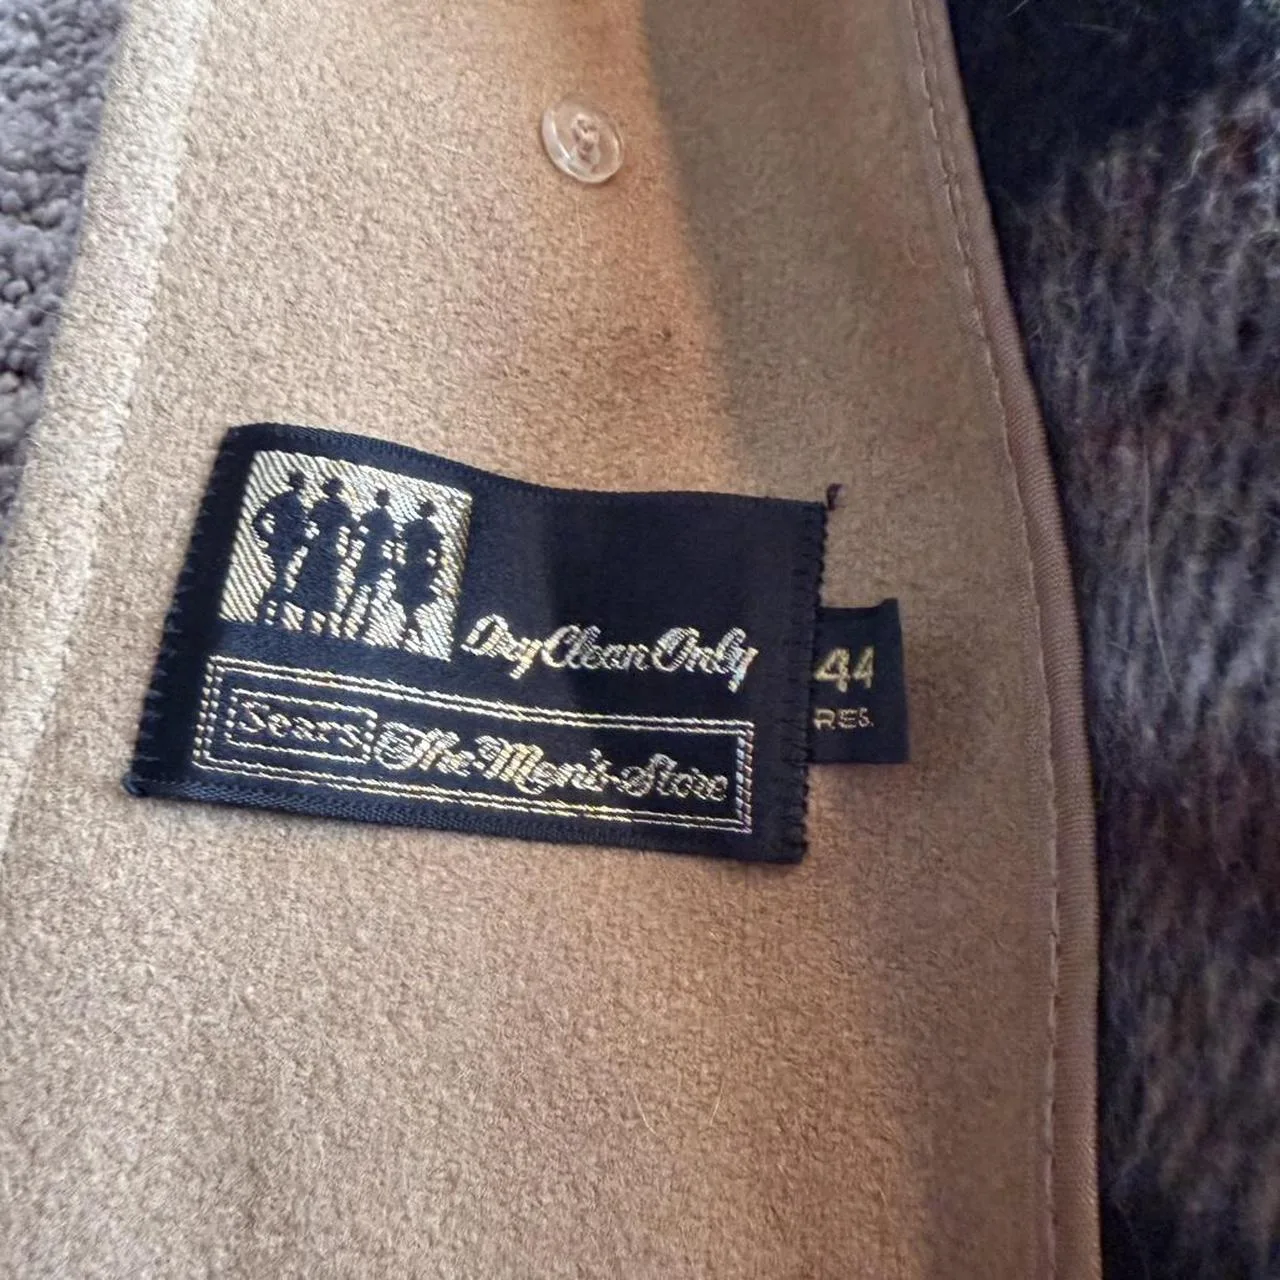 Dry Clean Only
Sears The Men's Store
44
REG.